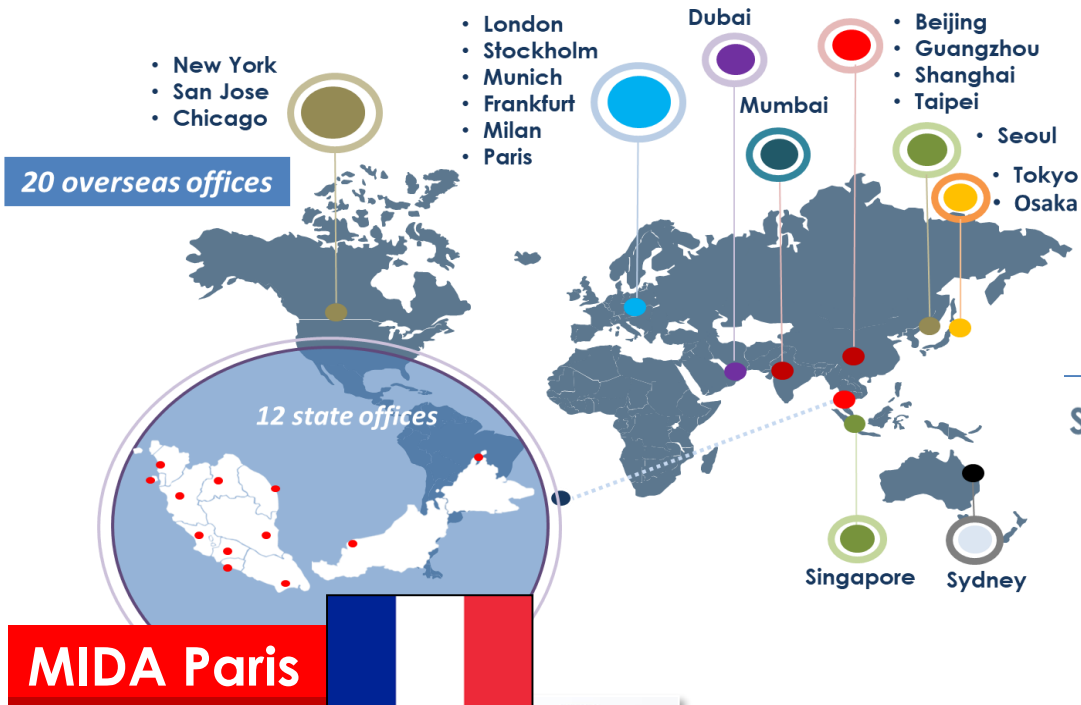 • New York
• San Jose
• Chicago
20 overseas offices
• London
• Stockholm
• Munich
• Frankfurt
• Milan
• Paris
Dubai
Mumbai
• Beijing
• Guangzhou
• Shanghai
• Taipei
• Seoul
• Tokyo
• Osaka
12 state offices
S
Singapore
Sydney
MIDA Paris